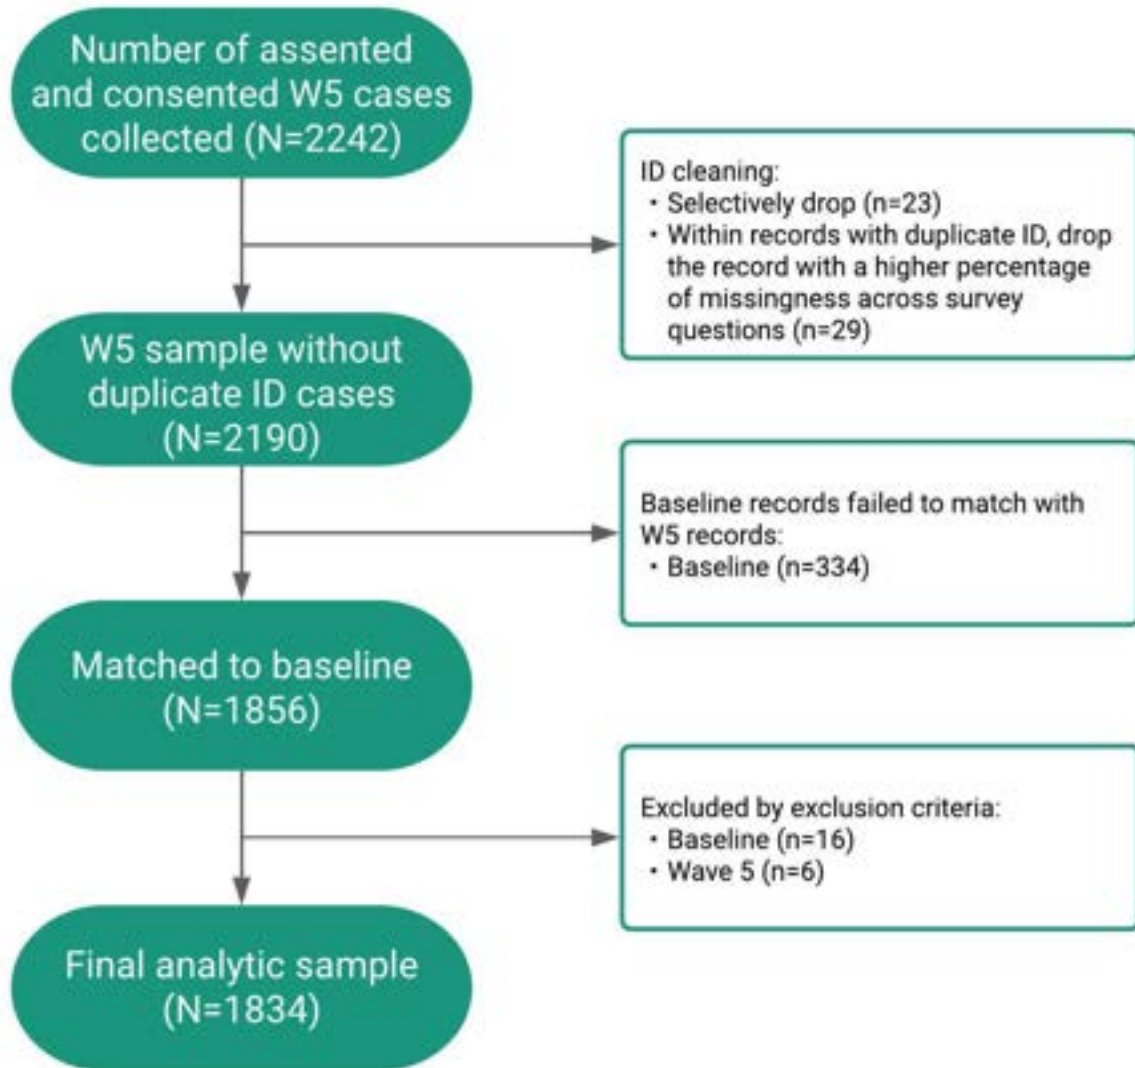 Number of assented
and consented W5 cases
collected (N=2242)
ID cleaning:
• Selectively drop (n=23)
• Within records with duplicate ID, drop
the record with a higher percentage
of missingness across survey
questions (n=29)
W5 sample without
duplicate ID cases
(N=2190)
Baseline records failed to match with
W5 records:
• Baseline (n=334)
Matched to baseline
(N=1856)
Excluded by exclusion criteria:
• Baseline (n=16)
• Wave 5 (n=6)
Final analytic sample
(N=1834)